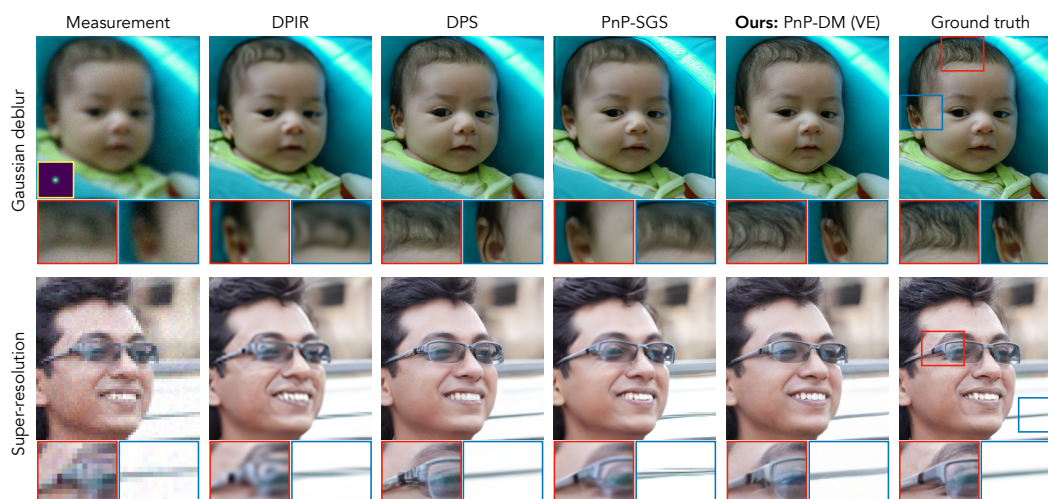 Measurement
DPIR
DPS
PnP-SGS
Ours: PnP-DM (VE)
Ground truth
Gaussian deblur
Super-resolution